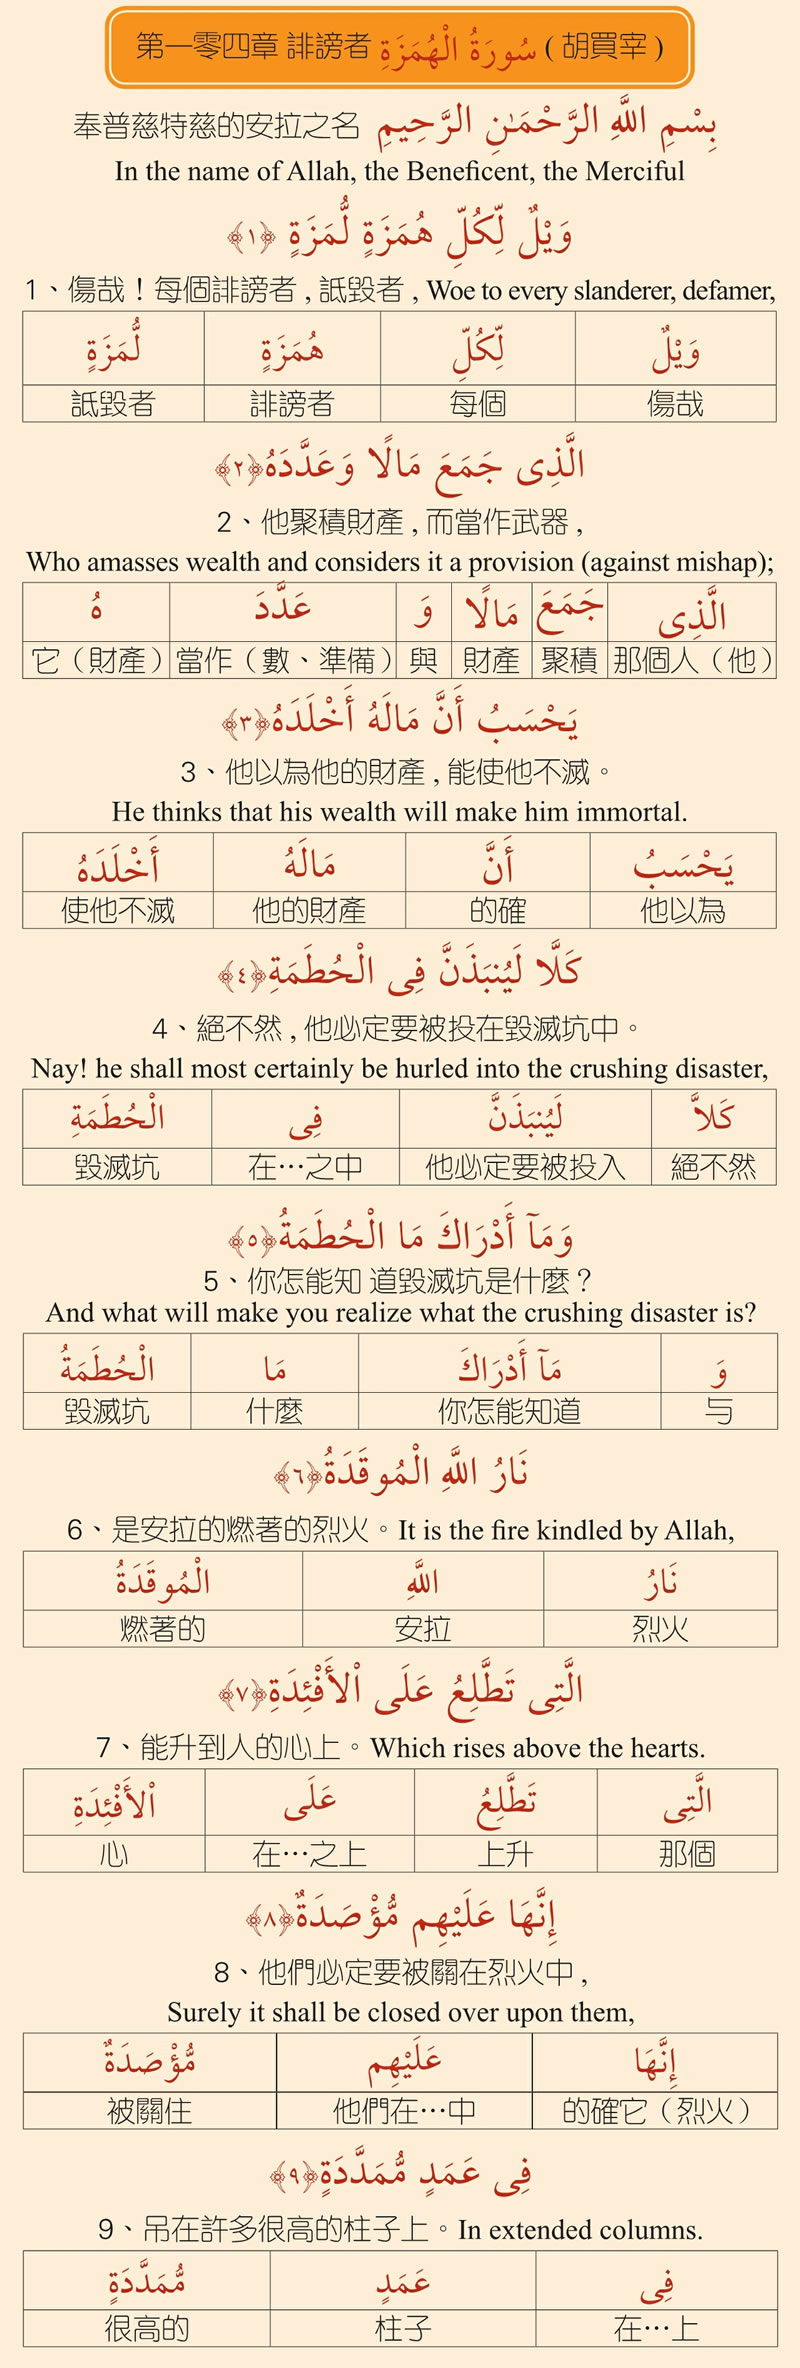 第一零四章 誹謗者 سُورَةُ الْهُمَزَةِ ( 胡買宰 )
奉普慈特慈的安拉之名 بِسْمِ اللَّهِ الرَّحْمَـٰنِ الرَّحِيمِ
In the name of Allah, the Beneficent, the Merciful
وَيْلٌ لِّكُلِّ هُمَزَةٍ لُّمَزَةٍ ﴿١﴾
1、傷哉！每個誹謗者 , 詆毀者 , Woe to every slanderer, defamer,
وَيْلٌ لِّكُلِّ هُمَزَةٍ لُّمَزَةٍ
詆毀者 誹謗者 每個 傷哉
الَّذِى جَمَعَ مَالًا وَعَدَّدَهُ ﴿٢﴾
2、他聚積財產 , 而當作武器 ,
Who amasses wealth and considers it a provision (against mishap);
الَّذِى جَمَعَ مَالًا وَ عَدَّدَ هُ
它（財產） 當作（數、準備） 與 財產 聚積 那個人（他）
يَحْسَبُ أَنَّ مَالَهُ أَخْلَدَهُ ﴿٣﴾
3、他以為他的財產 , 能使他不滅。
He thinks that his wealth will make him immortal.
يَحْسَبُ أَنَّ مَالَهُ أَخْلَدَهُ
使他不滅 他的財產 的確 他以為
كَلَّا لَيُنبَذَنَّ فِى الْحُطَمَةِ ﴿٤﴾
4、絕不然 , 他必定要被投在毀滅坑中。
Nay! he shall most certainly be hurled into the crushing disaster,
كَلاَّ لَيُنبَذَنَّ فِى الْحُطَمَةِ
毀滅坑 在…之中 他必定要被投入 絕不然
وَمَآ أَدْرَاكَ مَا الْحُطَمَةُ ﴿٥﴾
5、你怎能知 道毀滅坑是什麼？
And what will make you realize what the crushing disaster is?
وَ مَآ أَدْرَاكَ مَا الْحُطَمَةُ
毀滅坑 什麼 你怎能知道 与
نَارُ اللَّهِ الْمُوقَدَةُ ﴿٦﴾
6、是安拉的燃著的烈火。It is the fire kindled by Allah,
نَارُ اللَّهِ الْمُوقَدَةُ
燃著的 安拉 烈火
الَّتِى تَطَّلِعُ عَلَى اْلأَفْئِدَةِ ﴿٧﴾
7、能升到人的心上。Which rises above the hearts.
الَّتِى تَطَّلِعُ عَلَى اْلأَفْئِدَةِ
心 在…之上 上升 那個
إِنَّهَا عَلَيْهِم مُّؤْصَدَةٌ ﴿٨﴾
8、他們必定要被關在烈火中 ,
Surely it shall be closed over upon them,
إِنَّهَا عَلَيْهِم مُّؤْصَدَةٌ
被關住 他們在…中 的確它（烈火）
فِى عَمَدٍ مُّمَدَّدَةٍ ﴿٩﴾
9、吊在許多很高的柱子上。In extended columns.
فِى عَمَدٍ مُّمَدَّدَةٍ
很高的 柱子 在…上